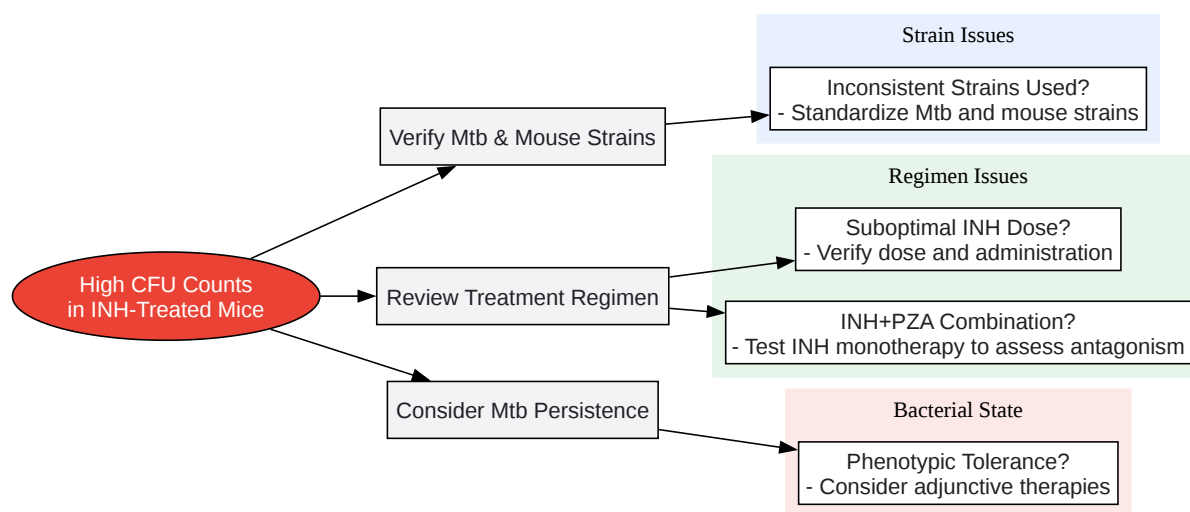 High CFU Counts
in INH-Treated Mice
Verify Mtb & Mouse Strains
Review Treatment Regimen
Consider Mtb Persistence
Strain Issues
Inconsistent Strains Used?
- Standardize Mtb and mouse strains
Regimen Issues
Suboptimal INH Dose?
- Verify dose and administration
INH+PZA Combination?
- Test INH monotherapy to assess antagonism
Bacterial State
Phenotypic Tolerance?
- Consider adjunctive therapies